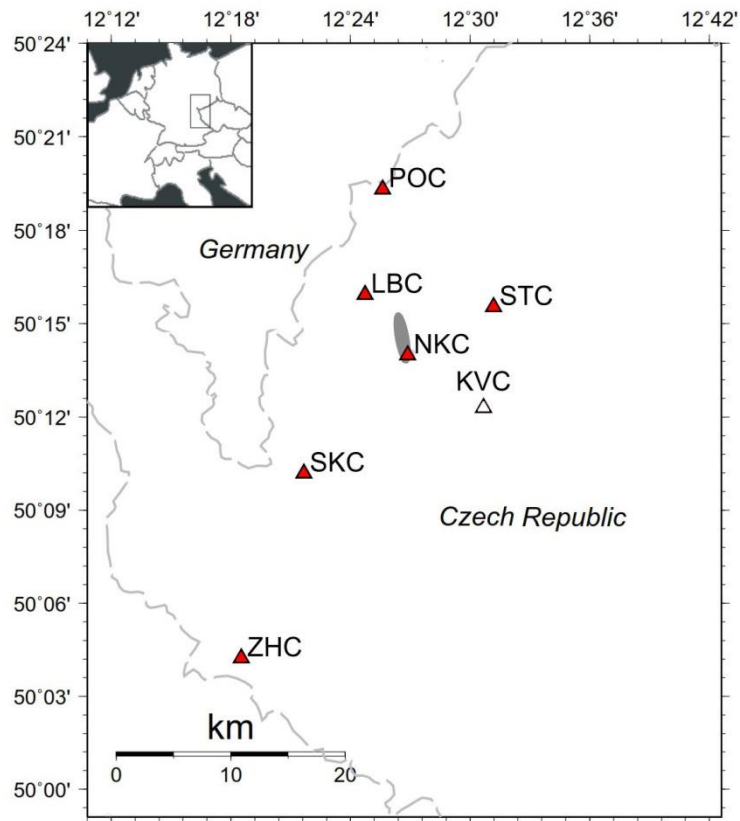 12°12' 12°18' 12°24' 12°30' 12°36' 12°42'
50°24'
50°21'
POC
50°18'
Germany
LBC
STC
50°15'
NKC
KVC
50°12'
SKC
50°09'
Czech Republic
50°06'
ZHC
50°03'
km
0 10 20
50°00'